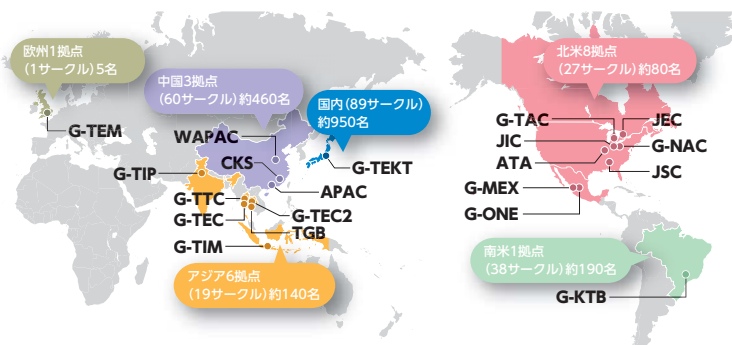 欧州1拠点
(1サークル)5名
G-TEM
中国3拠点
(60サークル)約460名
国内(89サークル)
約950名
WAPAC
CKS
G-TEKT
APAC
G-TIP
G-TTC
G-TEC
G-TEC2
TGB
G-TIM
アジア6拠点
(19サークル)約140名
北米8拠点
(27サークル)約80名
G-TAC
JEC
JIC
G-NAC
ATA
JSC
G-MEX
G-ONE
南米1拠点
(38サークル)約190名
G-KTB